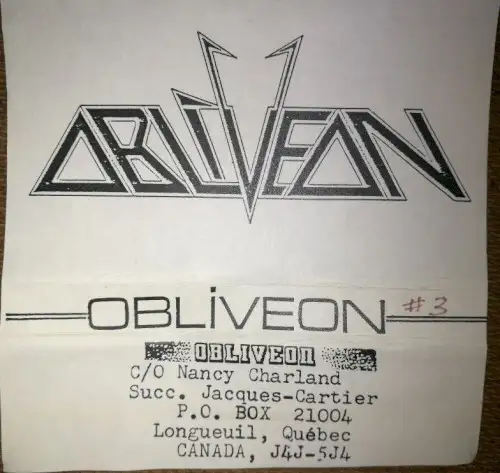 OBLIVEON
OBLiVEON #3
OBLIVEON
C/O Nancy Charland
Succ. Jacques-Cartier
P.O. BOX 21004
Longueuil, Québec
CANADA, J4J-5J4